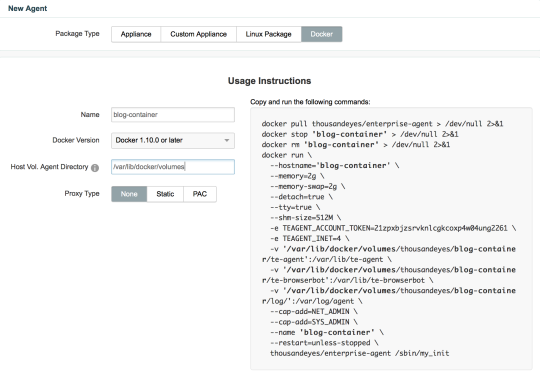 New Agent
Package Type
Appliance
Custom Appliance
Linux Package
Docker
Usage Instructions
Name
blog-container
Docker Version
Docker 1.10.0 or later
Host Vol. Agent Directory
/var/lib/docker/volumes
Proxy Type
None
Static
PAC
Copy and run the following commands:
docker pull thousandeyes/enterprise-agent > /dev/null 2>&1
docker stop 'blog-container' > /dev/null 2>&1
docker rm 'blog-container' > /dev/null 2>&1
docker run \
--hostname='blog-container' \
--memory=2g \
--memory-swap=2g \
--detach=true \
--tty=true \
--shm-size=512M \
-e TEAGENT_ACCOUNT_TOKEN=21zpxbjzsrvknlcgkcoxp4w04ung2261 \
-e TEAGENT_INET=4 \
-v '/var/lib/docker/volumes/thousandeyes/blog-containe
r/te-agent':/var/lib/te-agent \
-v '/var/lib/docker/volumes/thousandeyes/blog-containe
r/te-browserbot':/var/lib/te-browserbot \
-v '/var/lib/docker/volumes/thousandeyes/blog-containe
r/log/':/var/log/agent \
--cap-add=NET_ADMIN \
--cap-add=SYS_ADMIN \
--name 'blog-container' \
--restart=unless-stopped \
thousandeyes/enterprise-agent /sbin/my_init